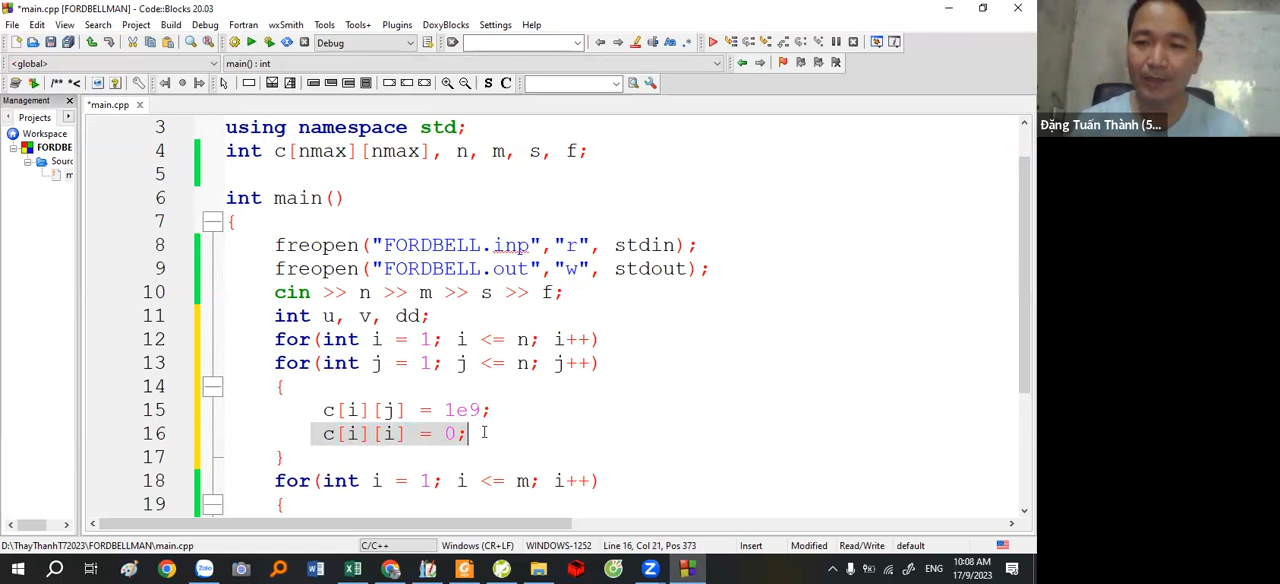 *main.cpp [FORDBELLMAN] - Code::Blocks 20.03
File Edit View Search Project Build Debug Fortran wxSmith Tools Tools+ Plugins DoxyBlocks Settings Help
Debug
<global> main() : int
/** *< S C
Management
Projects
Workspace
FORDBE
Sourc
m
*main.cpp
3 using namespace std;
4 int c[nmax][nmax], n, m, s, f;
5
6 int main()
7 {
8 freopen("FORDBELL.inp","r", stdin);
9 freopen("FORDBELL.out","w", stdout);
10 cin >> n >> m >> s >> f;
11 int u, v, dd;
12 for(int i = 1; i <= n; i++)
13 for(int j = 1; j <= n; j++)
14 {
15 c[i][j] = 1e9;
16 c[i][i] = 0;
17 }
18 for(int i = 1; i <= m; i++)
19 {
D:\ThayThanhT72023\FORDBELLMAN\main.cpp C/C++ Windows (CR+LF) WINDOWS-1252 Line 16, Col 21, Pos 373 Insert Modified Read/Write default
Zalo
ENG
10:08 AM
17/9/2023
Đặng Tuấn Thành (5...